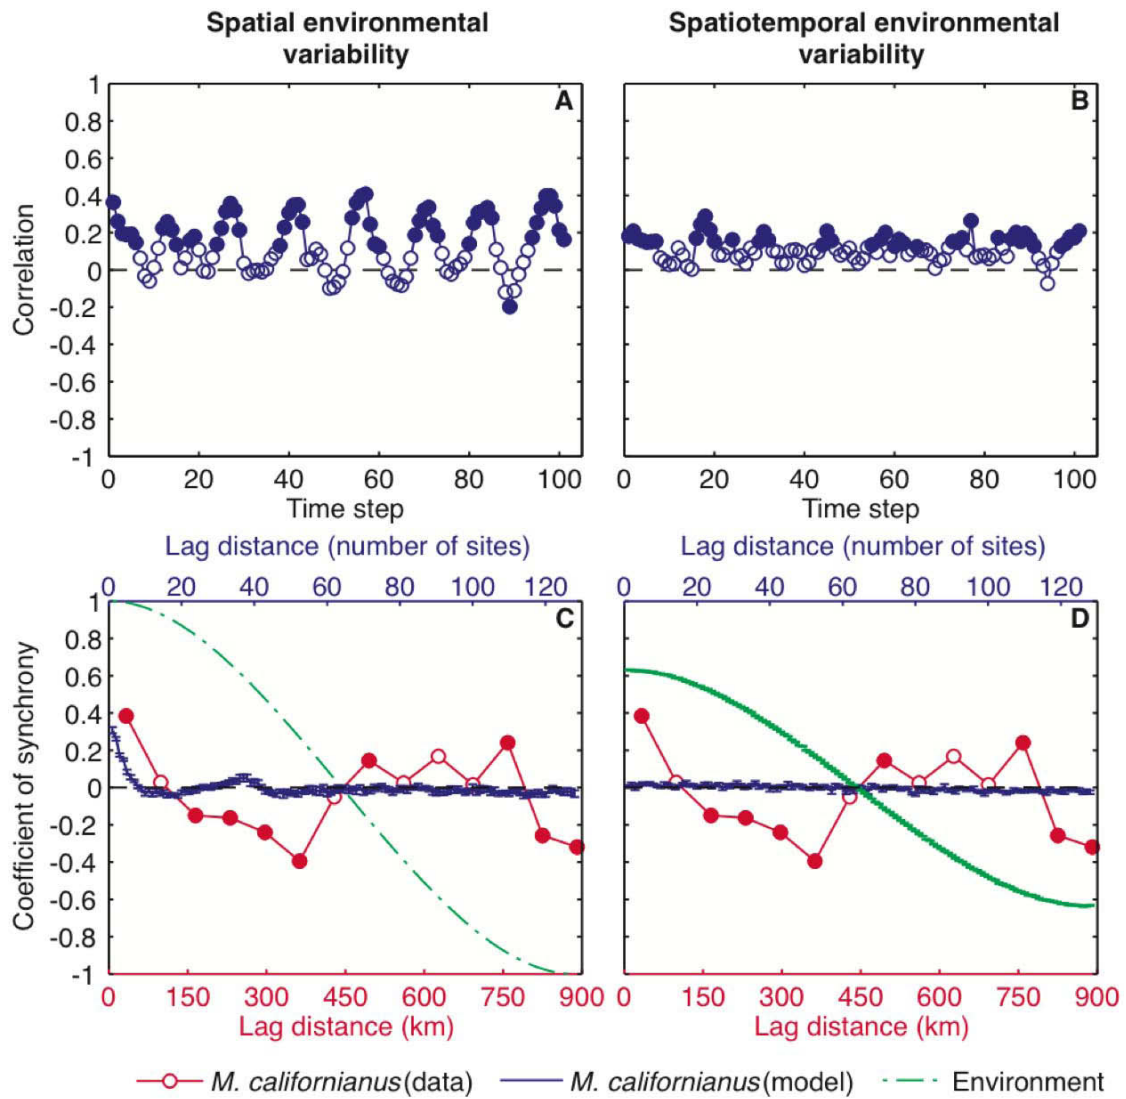 Spatial environmental
variability
Spatiotemporal environmental
variability
A
B
Correlation
1
0.8
0.6
0.4
0.2
0
-0.2
-0.4
-0.6
-0.8
-1
0 20 40 60 80 100
Time step
0 20 40 60 80 100
Time step
Lag distance (number of sites)
0 20 40 60 80 100 120
Lag distance (number of sites)
0 20 40 60 80 100 120
C
D
Coefficient of synchrony
1
0.8
0.6
0.4
0.2
0
-0.2
-0.4
-0.6
-0.8
-1
0 150 300 450 600 750 900
Lag distance (km)
0 150 300 450 600 750 900
Lag distance (km)
M. californianus (data) M. californianus (model) Environment